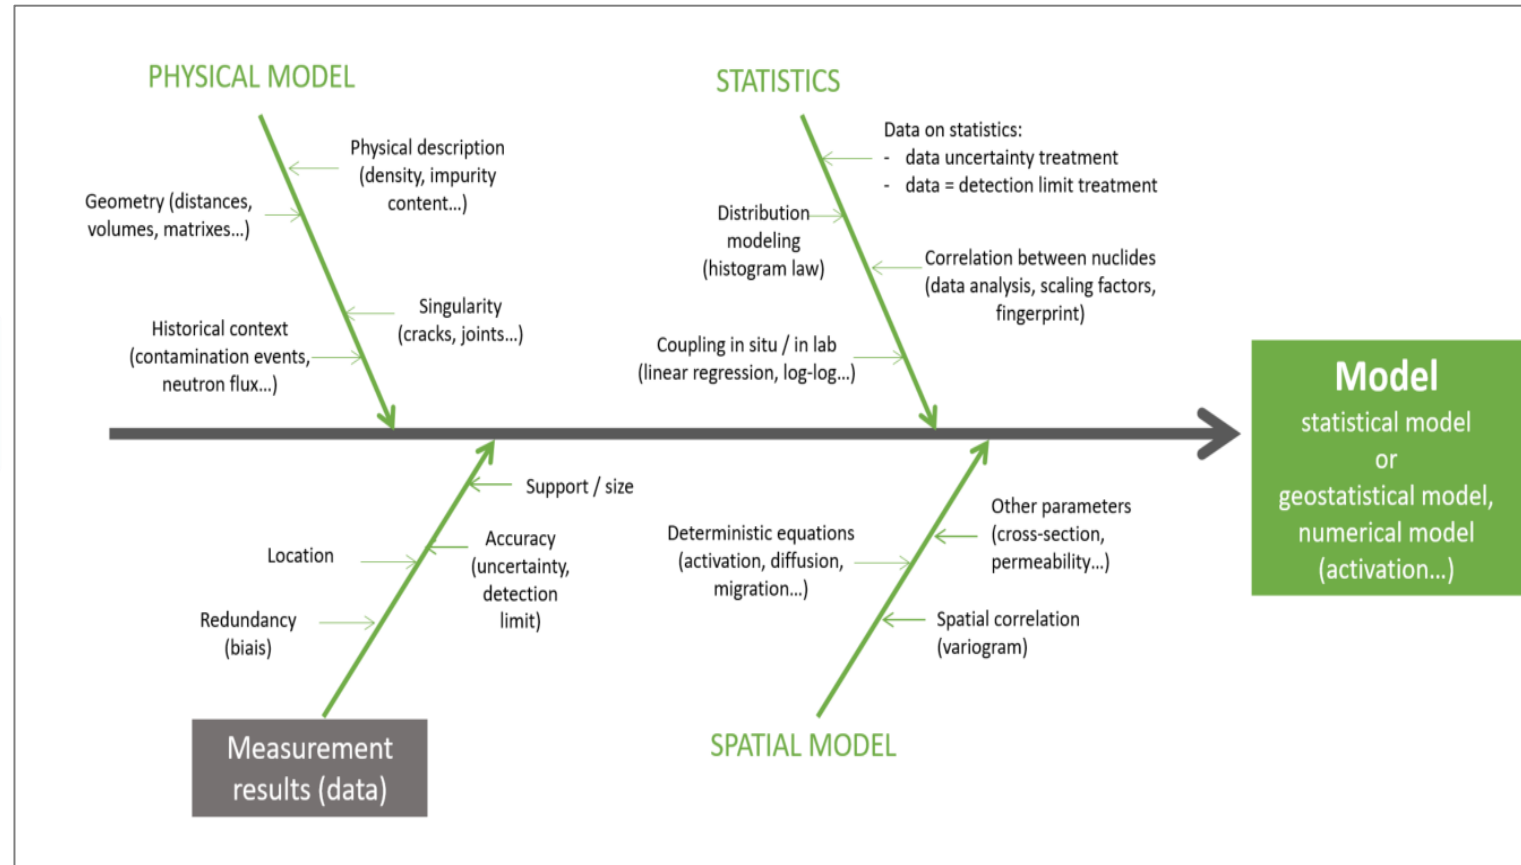 PHYSICAL MODEL
Physical description
(density, impurity
content...)
Geometry (distances,
volumes, matrixes...)
Singularity
(cracks, joints...)
Historical context
(contamination events,
neutron flux...)
STATISTICS
Data on statistics:
- data uncertainty treatment
- data = detection limit treatment
Distribution
modeling
(histogram law)
Correlation between nuclides
(data analysis, scaling factors,
fingerprint)
Coupling in situ / in lab
(linear regression, log-log...)
Model
statistical model
or
geostatistical model,
numerical model
(activation...)
Support / size
Location
Accuracy
(uncertainty,
detection
limit)
Redundancy
(biais)
Measurement
results (data)
Other parameters
(cross-section,
permeability...)
Deterministic equations
(activation, diffusion,
migration...)
Spatial correlation
(variogram)
SPATIAL MODEL